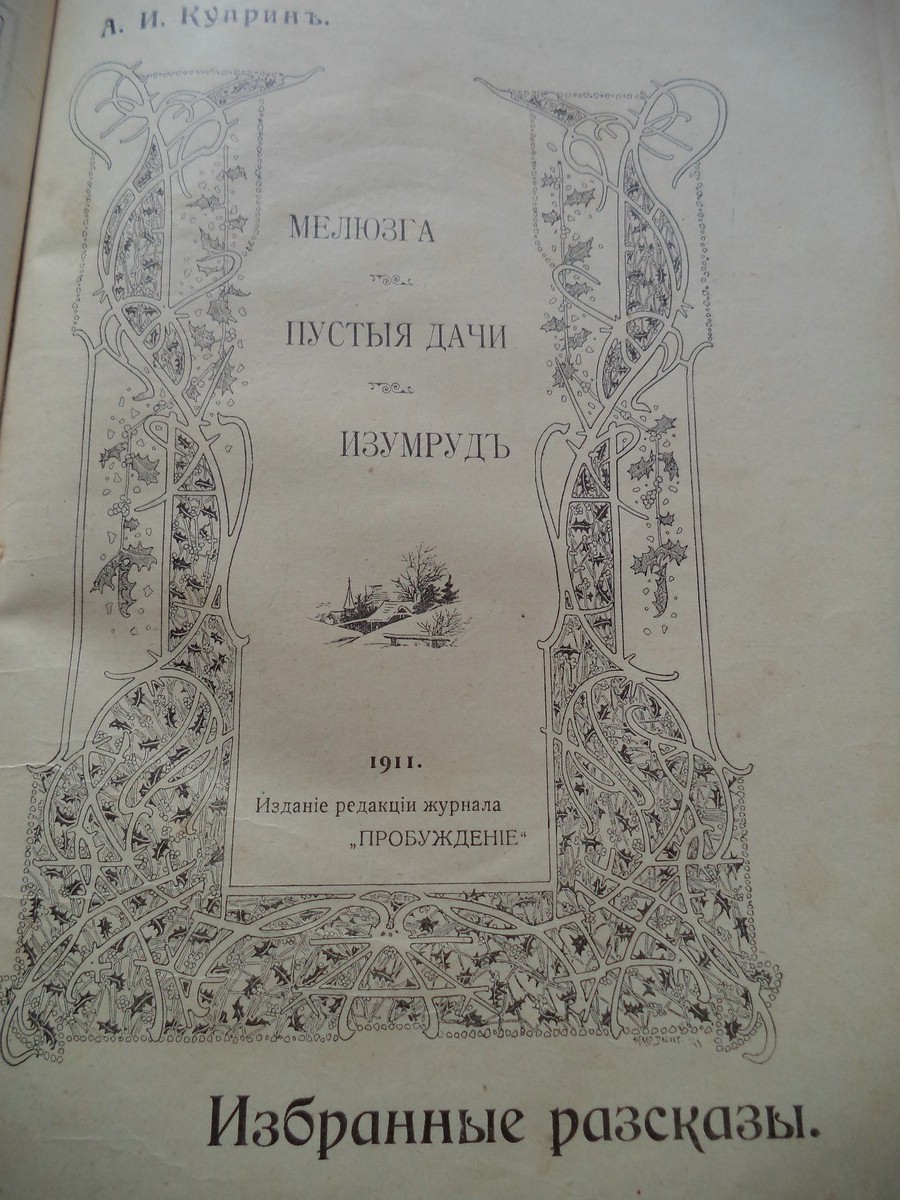 А. И. Купринъ.
МЕЛЮЗГА
ПУСТЫЯ ДАЧИ
ИЗУМРУДЪ
1911.
Изданіе редакціи журнала
„ПРОБУЖДЕНІЕ“
Избранные разсказы.